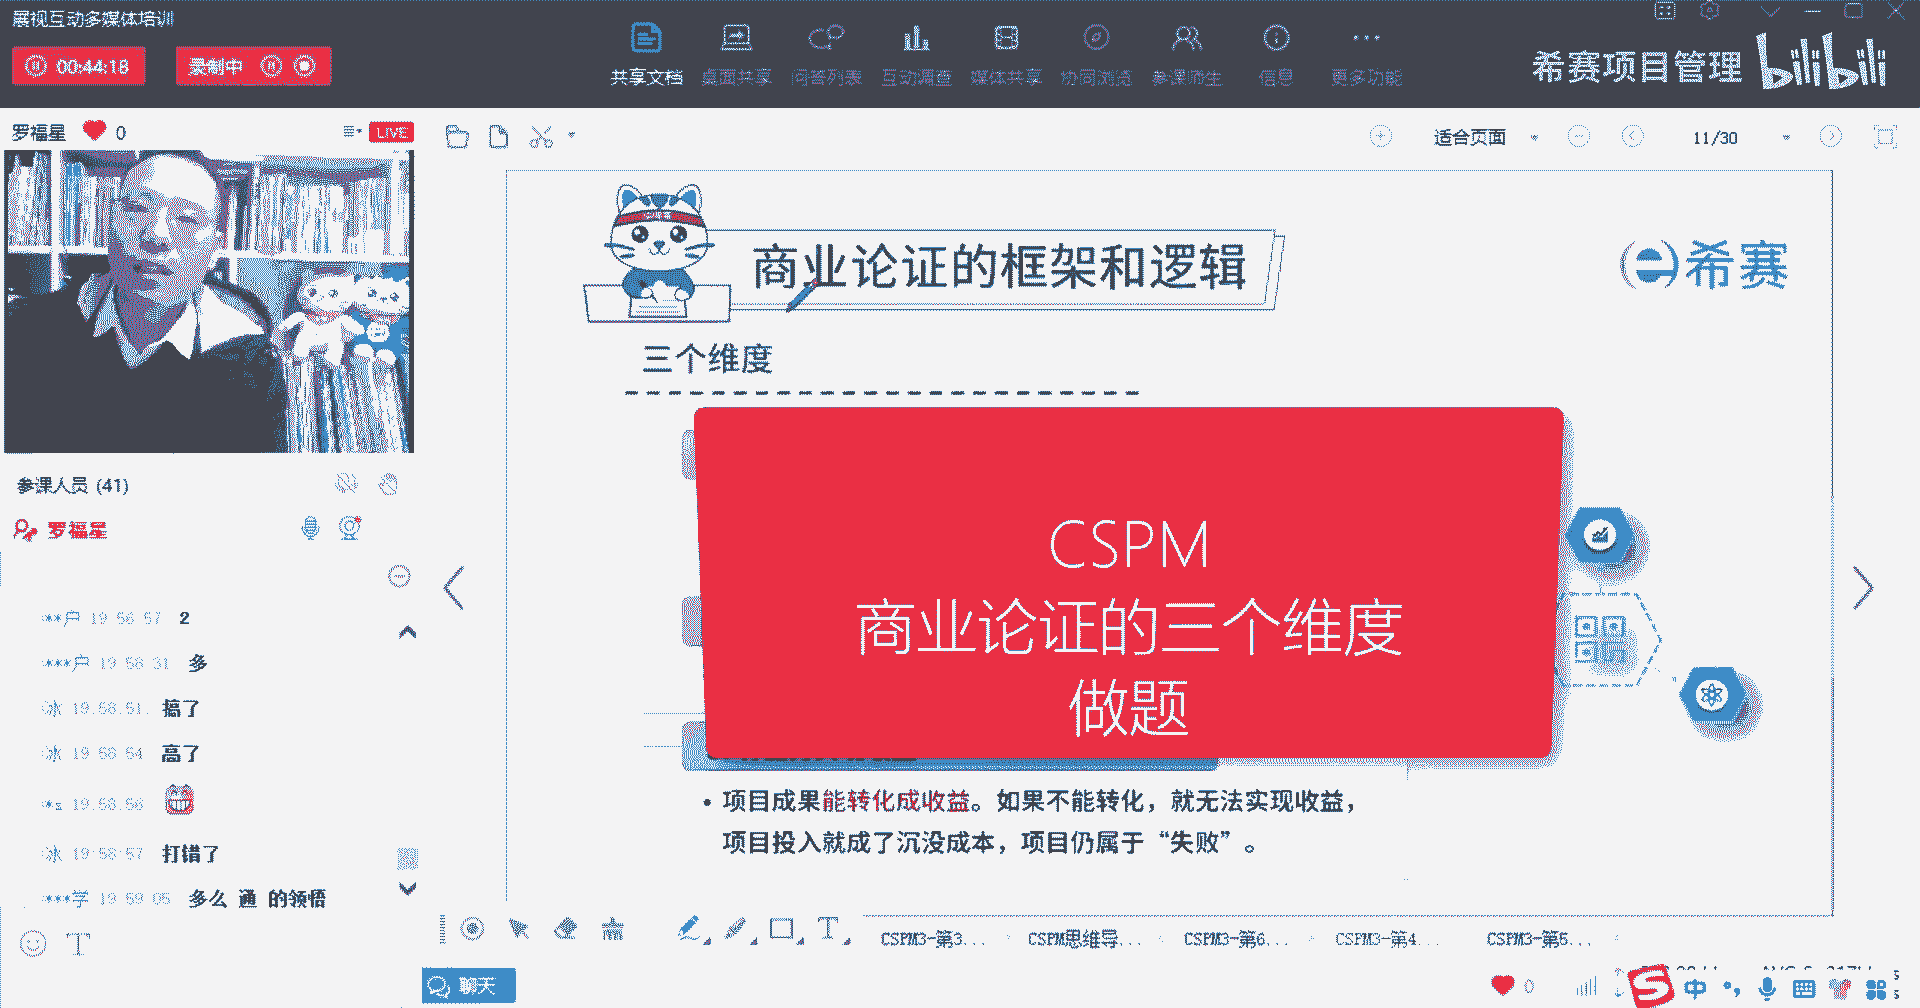 展视互动多媒体培训
00:44:18
录制中
共享文档
桌面共享
问答列表
互动调查
媒体共享
协同浏览
参课师生
信息
更多功能
希赛项目管理
bilibili
罗福星
0
LIVE
适合页面
11/30
商业论证的框架和逻辑
希赛
三个维度
CSPM
商业论证的三个维度
做题
• 项目成果能转化成收益。如果不能转化，就无法实现收益，
项目投入就成了沉没成本，项目仍属于“失败”。
参课人员 (41)
罗福星
**户 19:56:57 2
***户 19:58:31 多
冰 19:58:51 搞了
冰 19:58:54 高了
*s 19:58:56
冰 19:58:57 打错了
***学 19:59:05 多么 通 的领悟
CSPM3-第3...
CSPM思维导...
CSPM3-第6...
CSPM3-第4...
CSPM3-第5...
聊天
0
中